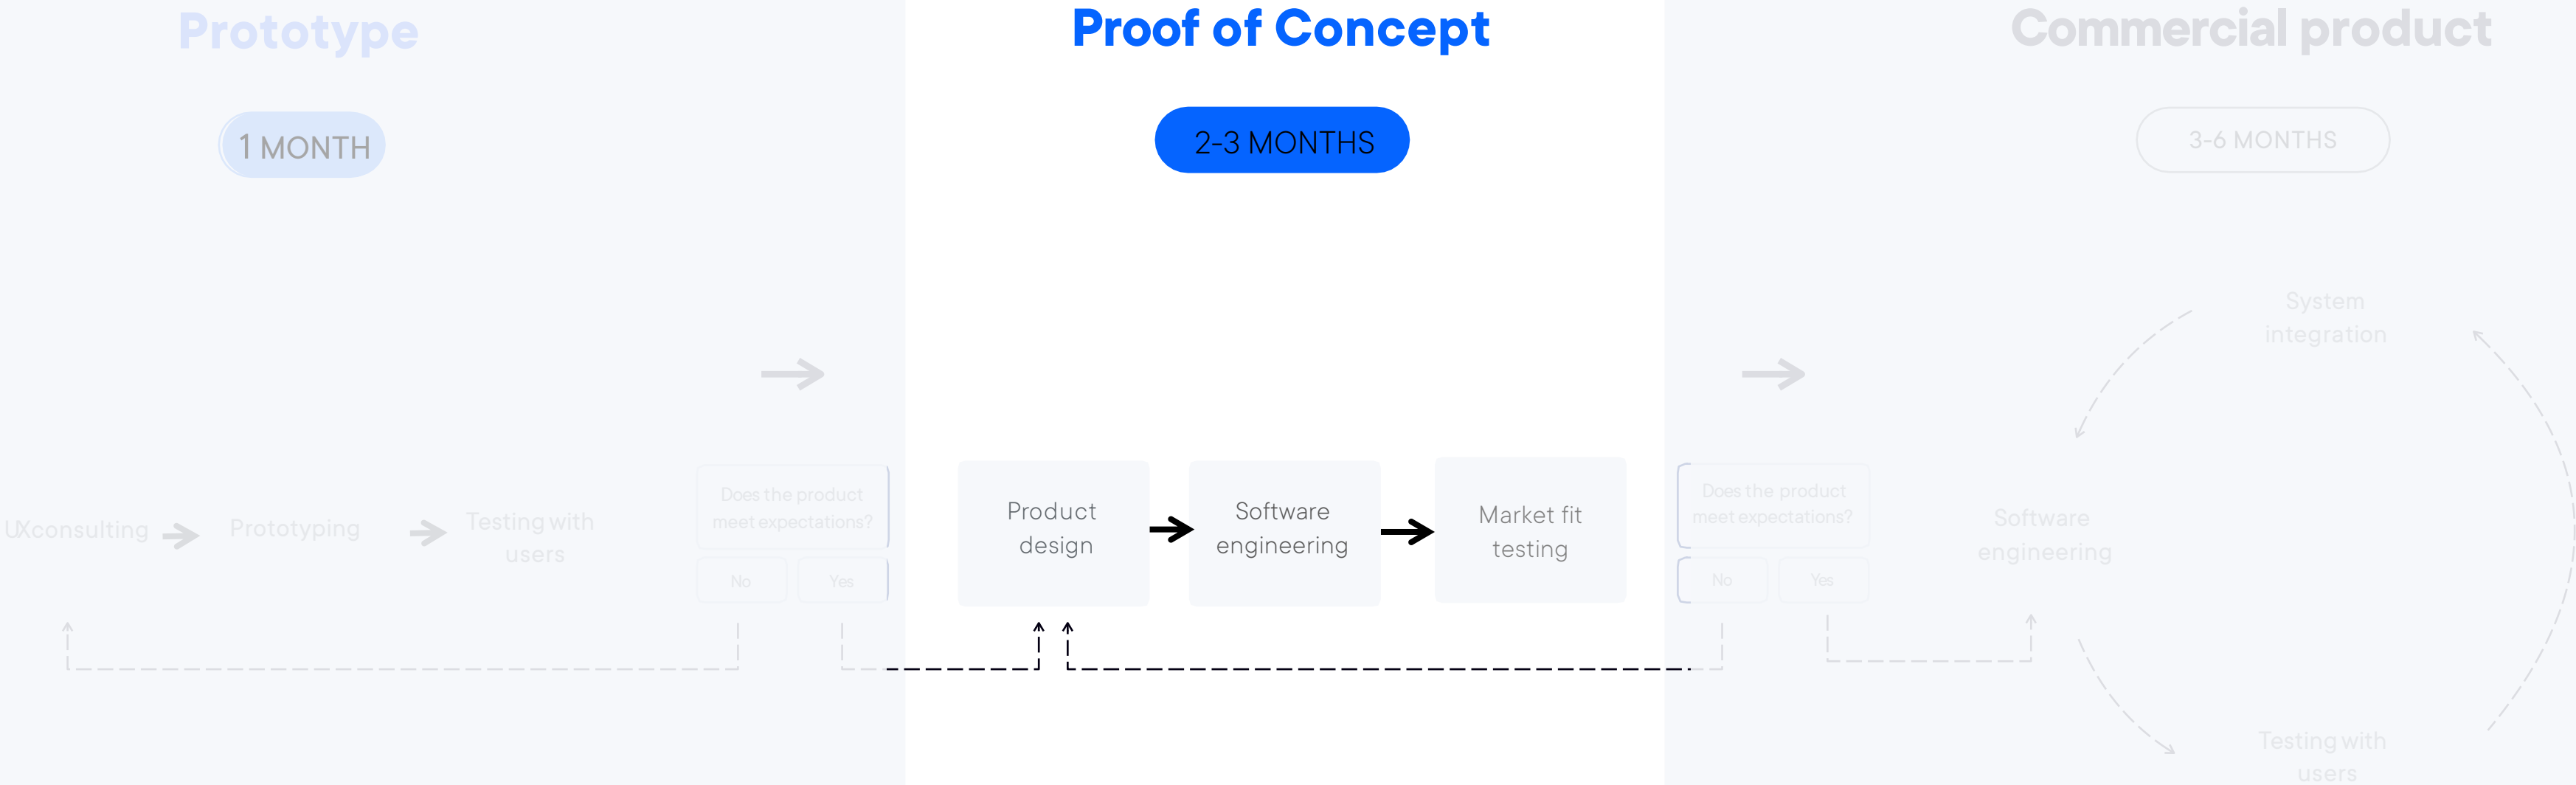 Prototype
1 MONTH
UXconsulting
Prototyping
Testing with
users
Does the product
meet expectations?
No
Yes
Proof of Concept
2-3 MONTHS
Product
design
Software
engineering
Market fit
testing
Commercial product
3-6 MONTHS
Does the product
meet expectations?
No
Yes
System
integration
Software
engineering
Testing with
users